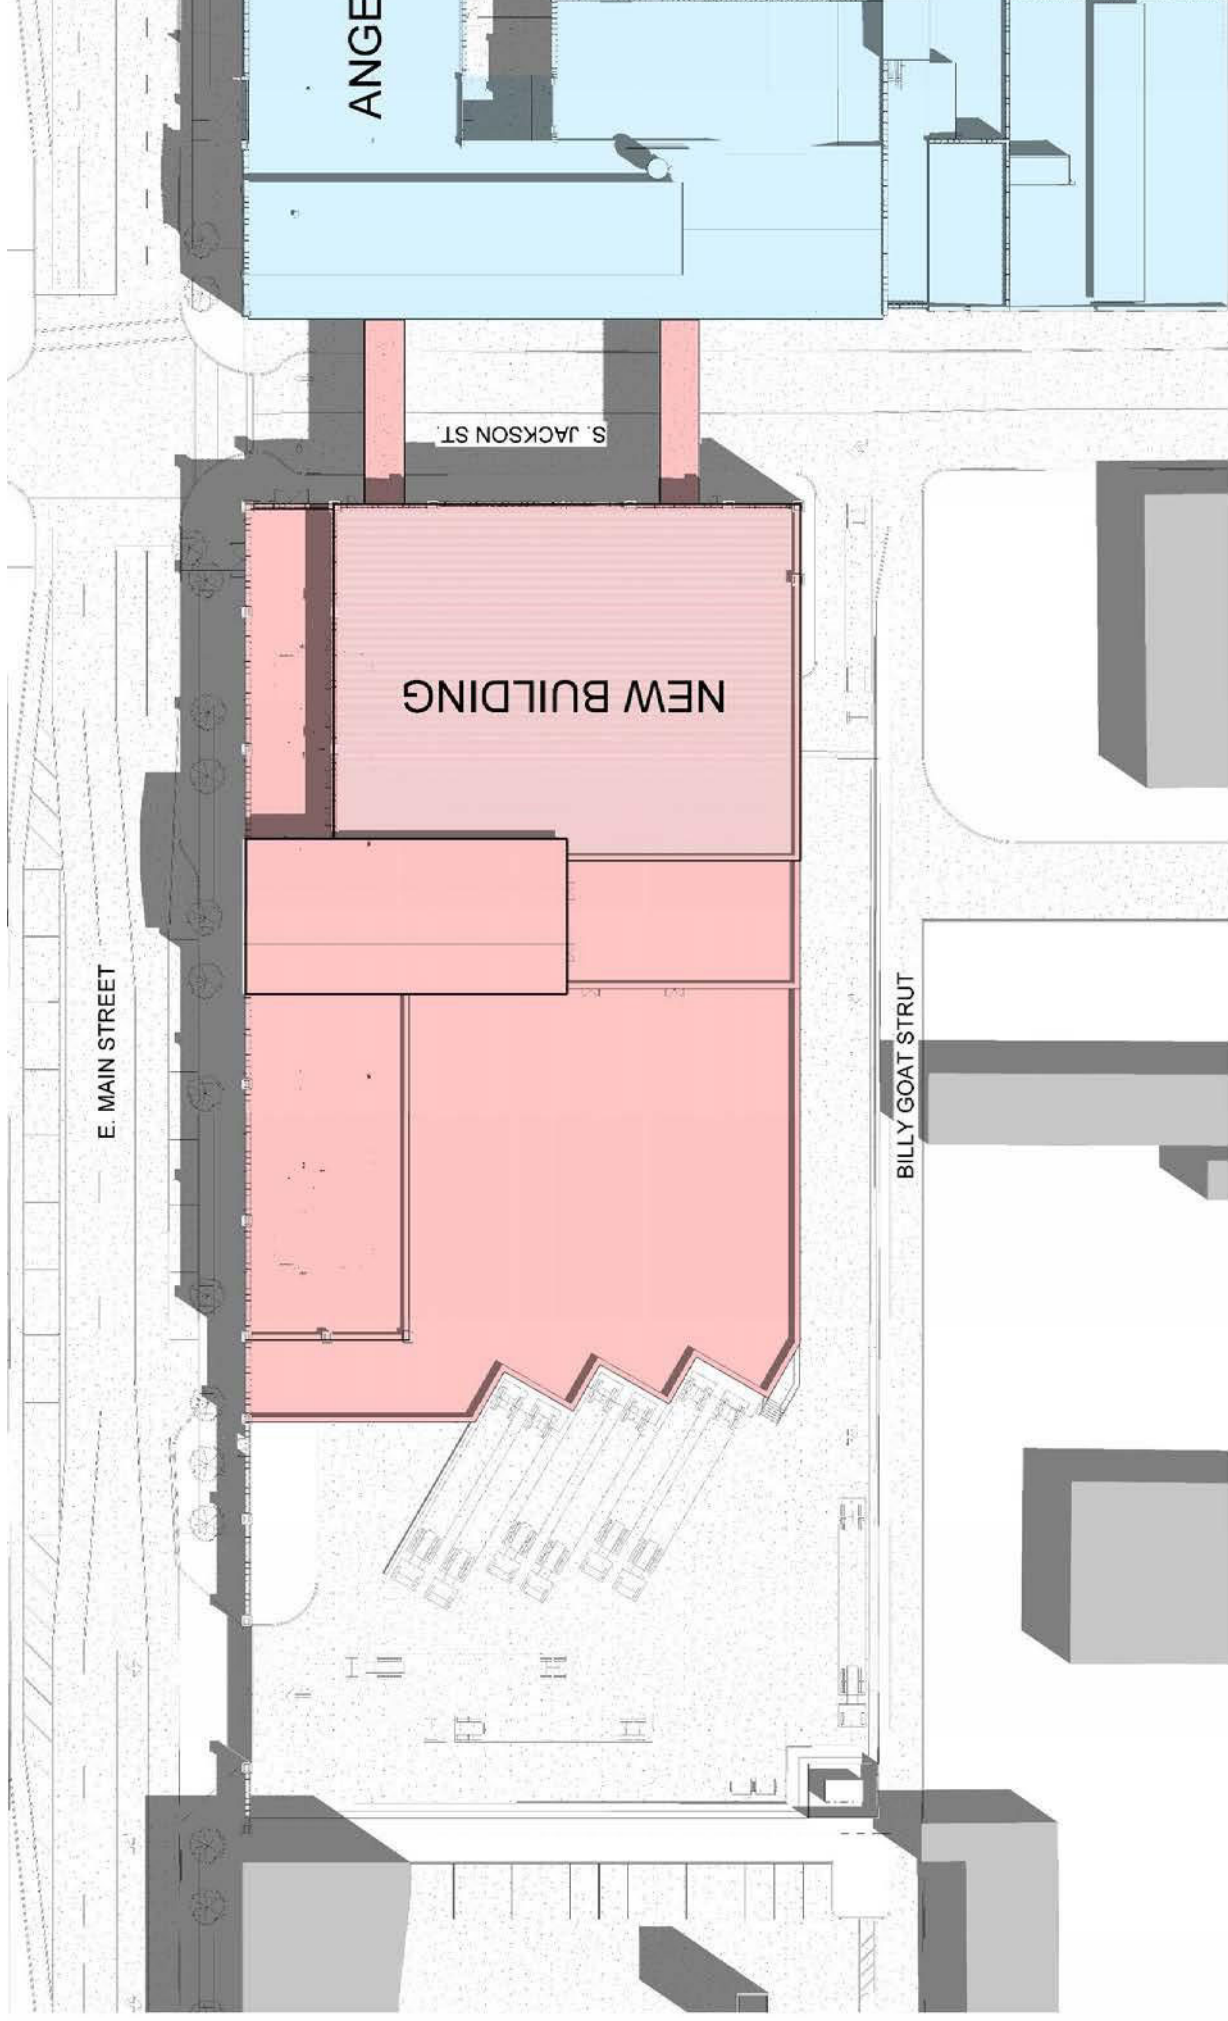 ANGE
S. JACKSON ST.
NEW BUILDING
E. MAIN STREET
BILLY GOAT STRUT